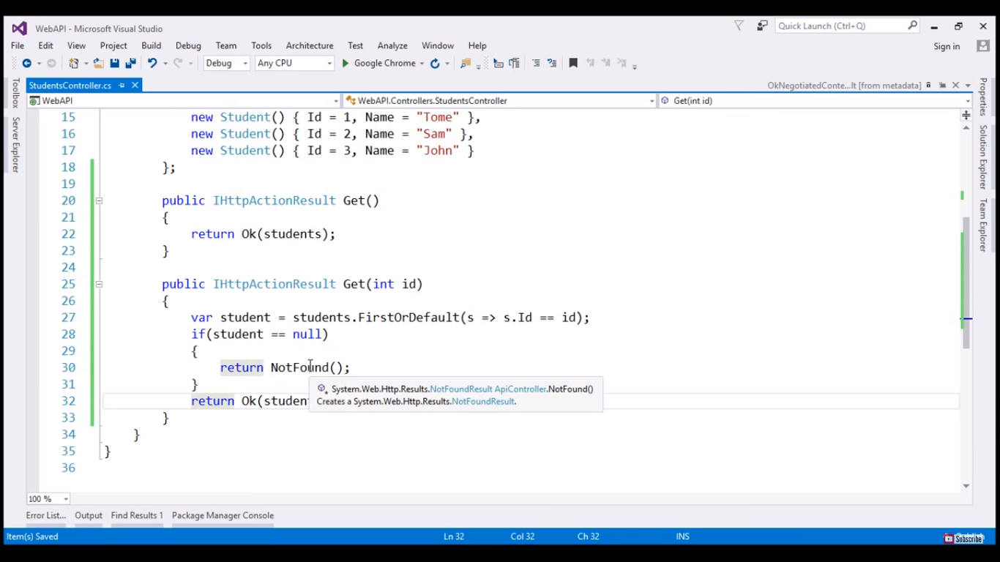 WebAPI - Microsoft Visual Studio
Quick Launch (Ctrl+Q)
File Edit View Project Build Debug Team Tools Architecture Test Analyze Window Help
Sign in
Debug Any CPU Google Chrome
StudentsController.cs
OkNegotiatedConte...lt [from metadata]
WebAPI WebAPI.Controllers.StudentsController Get(int id)
Toolbox
Server Explorer
Properties
Solution Explorer
Team Explorer
15 new Student() { Id = 1, Name = "Tome" },
16 new Student() { Id = 2, Name = "Sam" },
17 new Student() { Id = 3, Name = "John" }
18 };
19
20 public IHttpActionResult Get()
21 {
22 return Ok(students);
23 }
24
25 public IHttpActionResult Get(int id)
26 {
27 var student = students.FirstOrDefault(s => s.Id == id);
28 if(student == null)
29 {
30 return NotFound();
31 }
System.Web.Http.Results.NotFoundResult ApiController.NotFound()
Creates a System.Web.Http.Results.NotFoundResult.
32 return Ok(student
33 }
34 }
35 }
36
100 %
Error List... Output Find Results 1 Package Manager Console
Item(s) Saved Ln 32 Col 32 Ch 32 INS
Subscribe